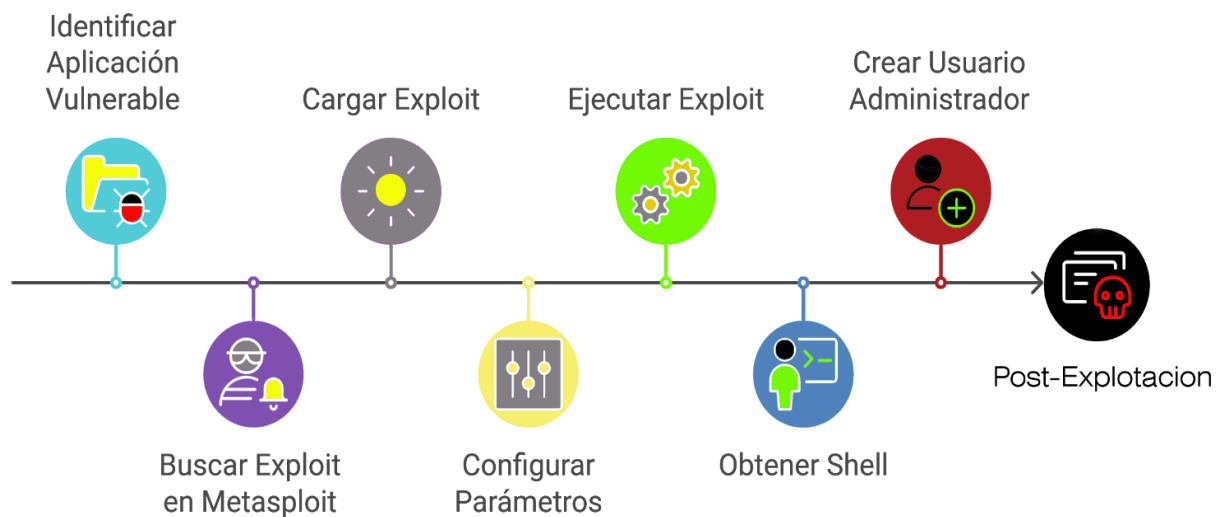 Identificar
Aplicación
Vulnerable
Buscar Exploit
en Metasploit
Cargar Exploit
Configurar
Parámetros
Ejecutar Exploit
Obtener Shell
Crear Usuario
Administrador
Post-Explotacion